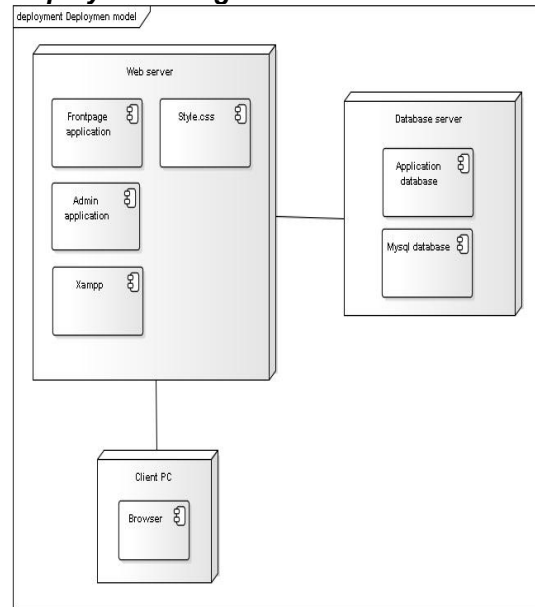 deployment Deploymen model
Web server
Frontpage
application
Style.css
Admin
application
Xampp
Database server
Application
database
Mysql database
Client PC
Browser